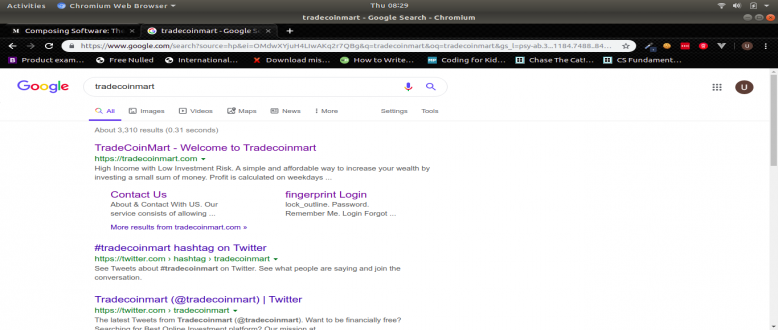 Activities Chromium Web Browser Thu 08:29
tradecoinmart - Google Search - Chromium
Composing Software: The tradecoinmart - Google Se
https://www.google.com/search?source=hp&ei=OMdwXYjuH4LIwAKq2r7QBg&q=tradecoinmart&oq=tradecoinmart&gs_l=psy-ab.3...1184.7488..84...
Product exam... Free Nulled International... Download mis... How to Write... Coding for Kid... Chase The Cat!... CS Fundament...
Google tradecoinmart U
All Images Videos Maps News More Settings Tools
About 3,310 results (0.31 seconds)
TradeCoinMart - Welcome to Tradecoinmart
https://tradecoinmart.com
High Income with Low Investment Risk. A simple and affordable way to increase your wealth by
investing a small sum of money. Profit is calculated on weekdays ...
Contact Us fingerprint Login
About & Contact With US. Our lock_outline. Password.
service consists of allowing ... Remember Me. Login Forgot ...
More results from tradecoinmart.com »
#tradecoinmart hashtag on Twitter
https://twitter.com › hashtag › tradecoinmart
See Tweets about #tradecoinmart on Twitter. See what people are saying and join the
conversation.
Tradecoinmart (@tradecoinmart) | Twitter
https://twitter.com › tradecoinmart
The latest Tweets from Tradecoinmart (@tradecoinmart). Want to be financially free?
Searching for Best Online Investment platform? Our mission at